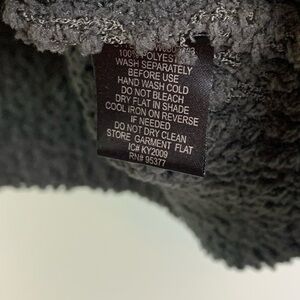 100% POLYEST
WASH SEPARATELY
BEFORE USE
HAND WASH COLD
DO NOT BLEACH
DRY FLAT IN SHADE
COOL IRON ON REVERSE
IF NEEDED
DO NOT DRY CLEAN
STORE GARMENT FLAT
IC# KY2009
RN# 95377